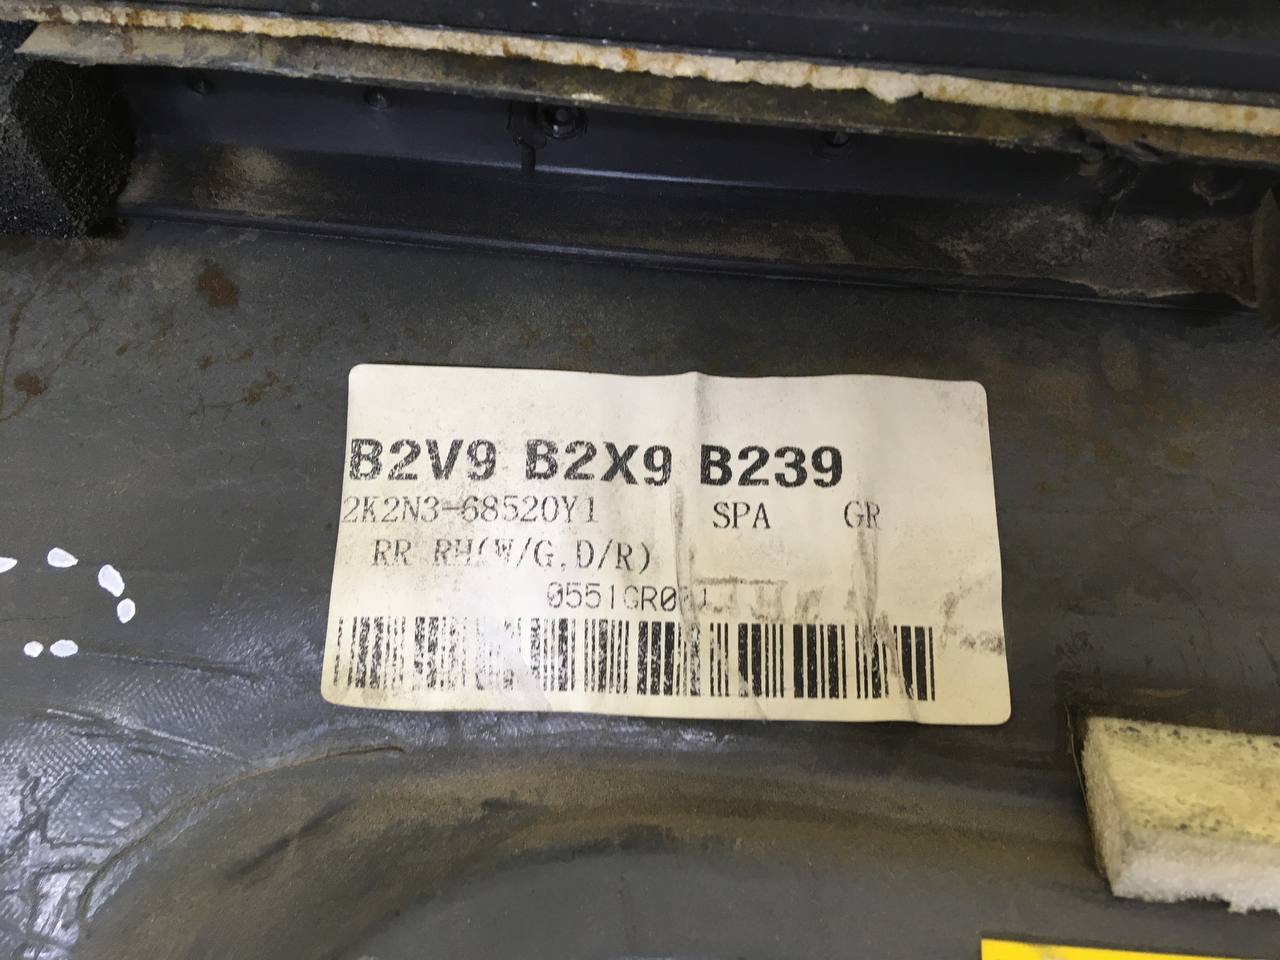 B2V9 B2X9 B239
2K2N3-68520Y1 SPA GR
RR RH(W/G,D/R)